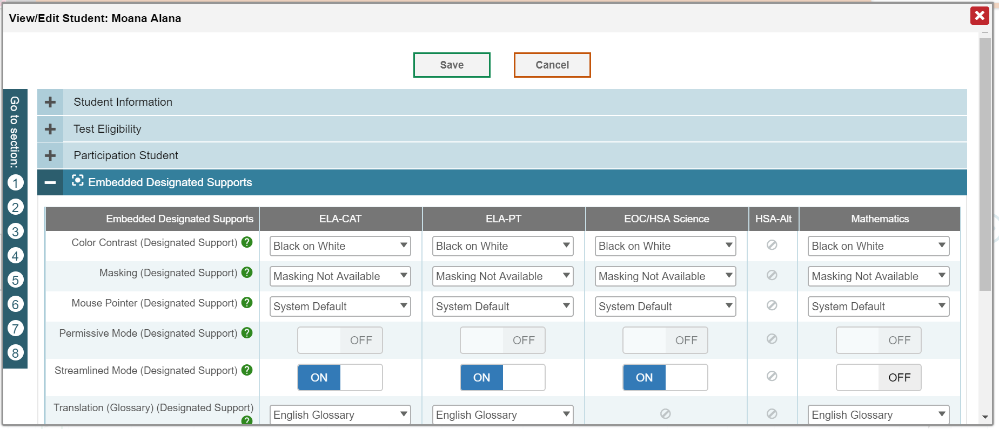 View/Edit Student: Moana Alana
Save Cancel
Go to section:
1
2
3
4
5
6
7
8
Student Information
Test Eligibility
Participation Student
Embedded Designated Supports
Embedded Designated Supports ELA-CAT ELA-PT EOC/HSA Science HSA-Alt Mathematics
Color Contrast (Designated Support) ? Black on White Black on White Black on White Black on White
Masking (Designated Support) ? Masking Not Available Masking Not Available Masking Not Available Masking Not Available
Mouse Pointer (Designated Support) ? System Default System Default System Default System Default
Permissive Mode (Designated Support) ? OFF OFF OFF OFF
Streamlined Mode (Designated Support) ? ON ON ON OFF
Translation (Glossary) (Designated Support) ? English Glossary English Glossary English Glossary